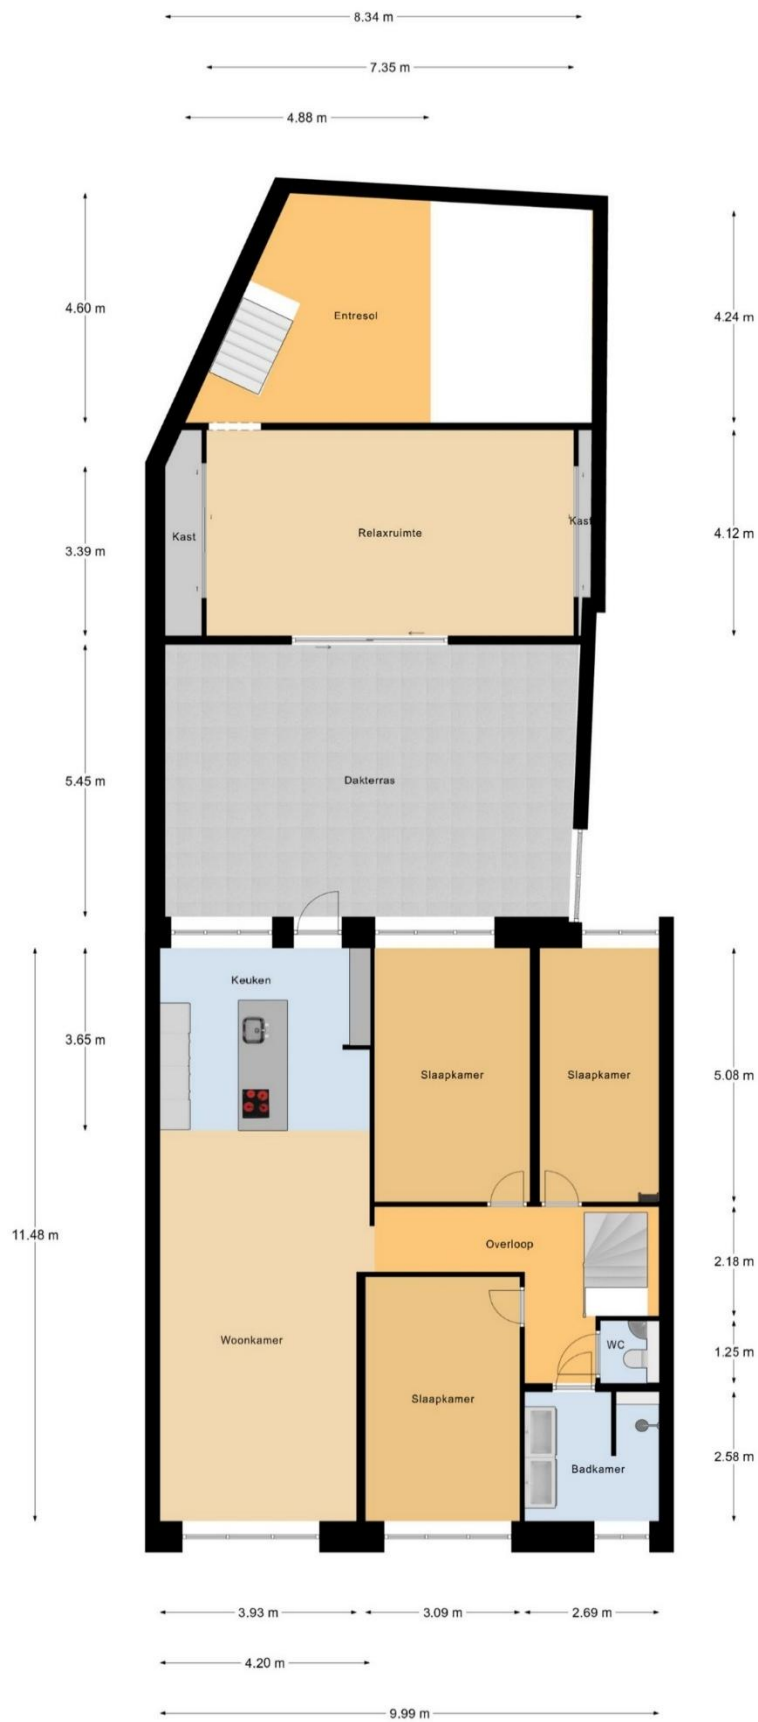 8.34 m
7.35 m
4.88 m
4.60 m
4.24 m
Entresol
Kast
Relaxruimte
Kast
3.39 m
4.12 m
5.45 m
Dakterras
Keuken
3.65 m
Slaapkamer
Slaapkamer
5.08 m
11.48 m
Overloop
2.18 m
Woonkamer
WC
1.25 m
Slaapkamer
Badkamer
2.58 m
3.93 m
3.09 m
2.69 m
4.20 m
9.99 m